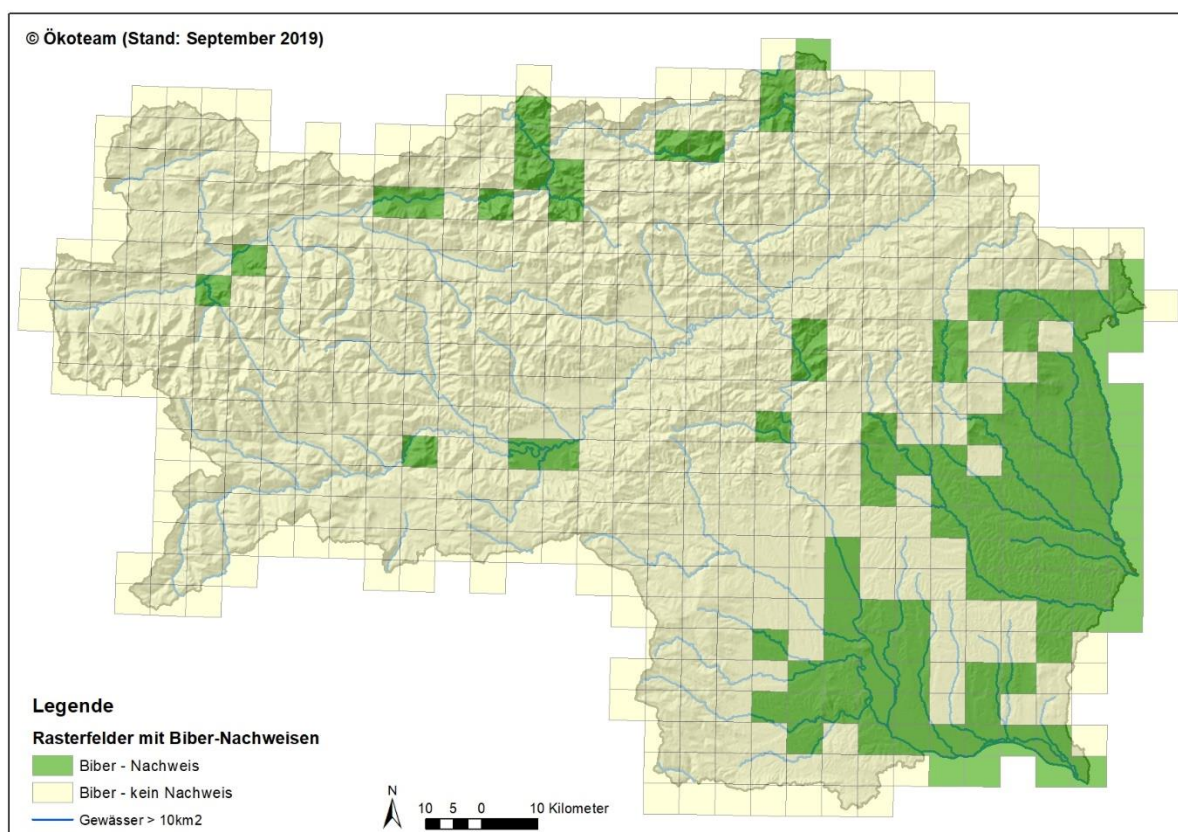 © Ökoteam (Stand: September 2019)
Legende
Rasterfelder mit Biber-Nachweisen
Biber - Nachweis
Biber - kein Nachweis
Gewässer > 10km2
N
10 5 0 10 Kilometer